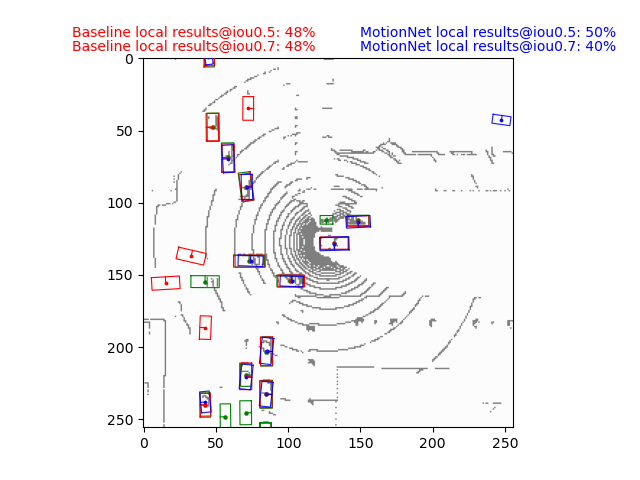 Baseline local results@iou0.5: 48% MotionNet local results@iou0.5: 50%
Baseline local results@iou0.7: 48% MotionNet local results@iou0.7: 40%
0
50
100
150
200
250
0 50 100 150 200 250